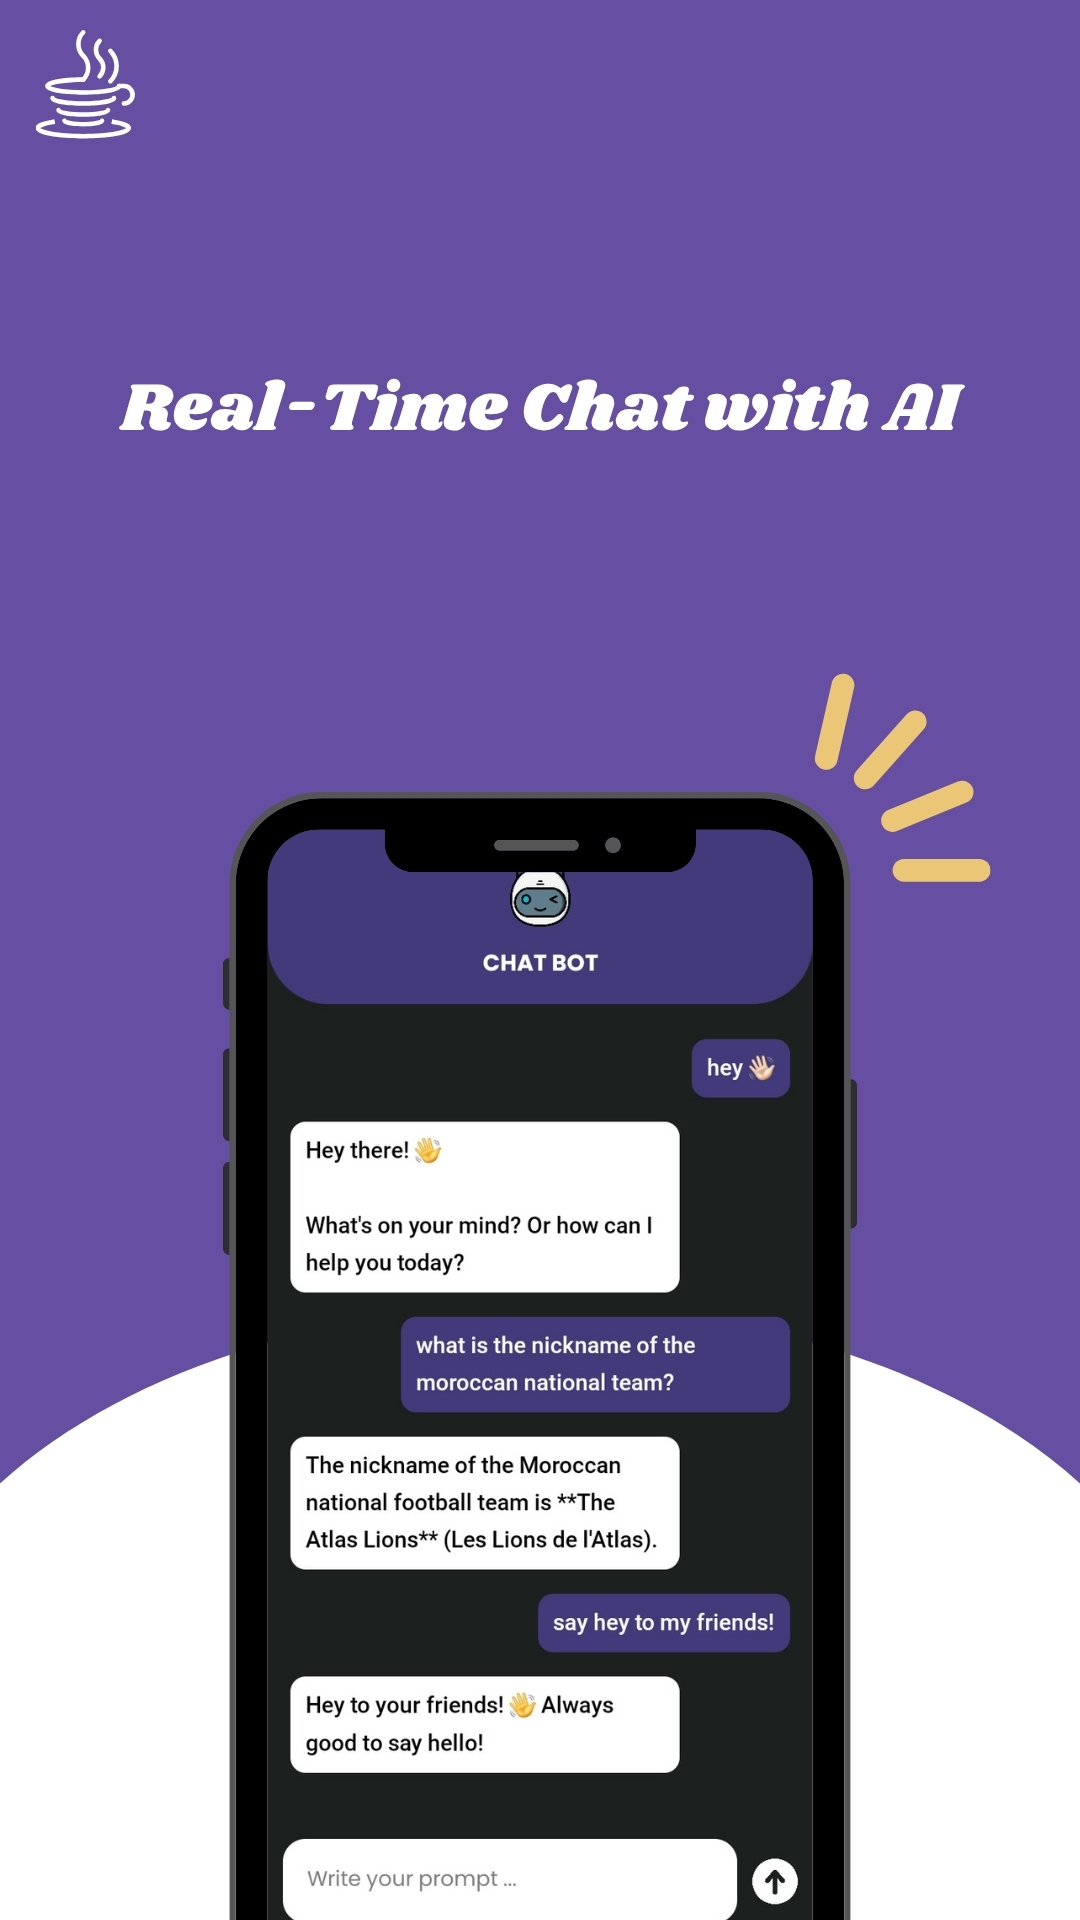 Real-Time Chat with AI
CHAT BOT
hey 👋🏻
Hey there! 👋
What's on your mind? Or how can I
help you today?
what is the nickname of the
moroccan national team?
The nickname of the Moroccan
national football team is **The
Atlas Lions** (Les Lions de l'Atlas).
say hey to my friends!
Hey to your friends! 👋 Always
good to say hello!
Write your prompt ...